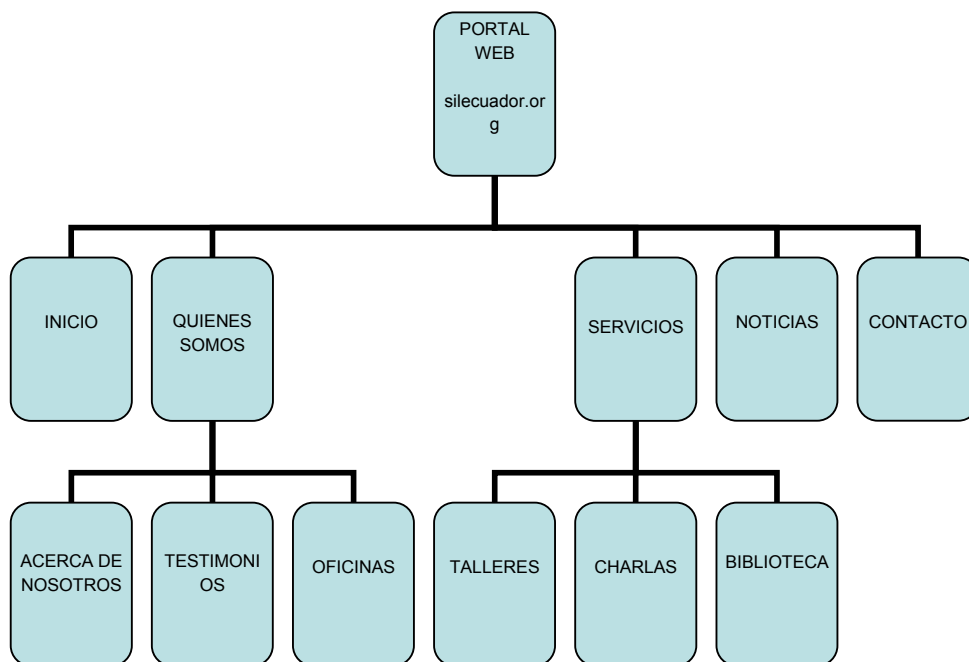 PORTAL
WEB
silecuador.or
g
INICIO
QUIENES
SOMOS
SERVICIOS
NOTICIAS
CONTACTO
ACERCA DE
NOSOTROS
TESTIMONI
OS
OFICINAS
TALLERES
CHARLAS
BIBLIOTECA